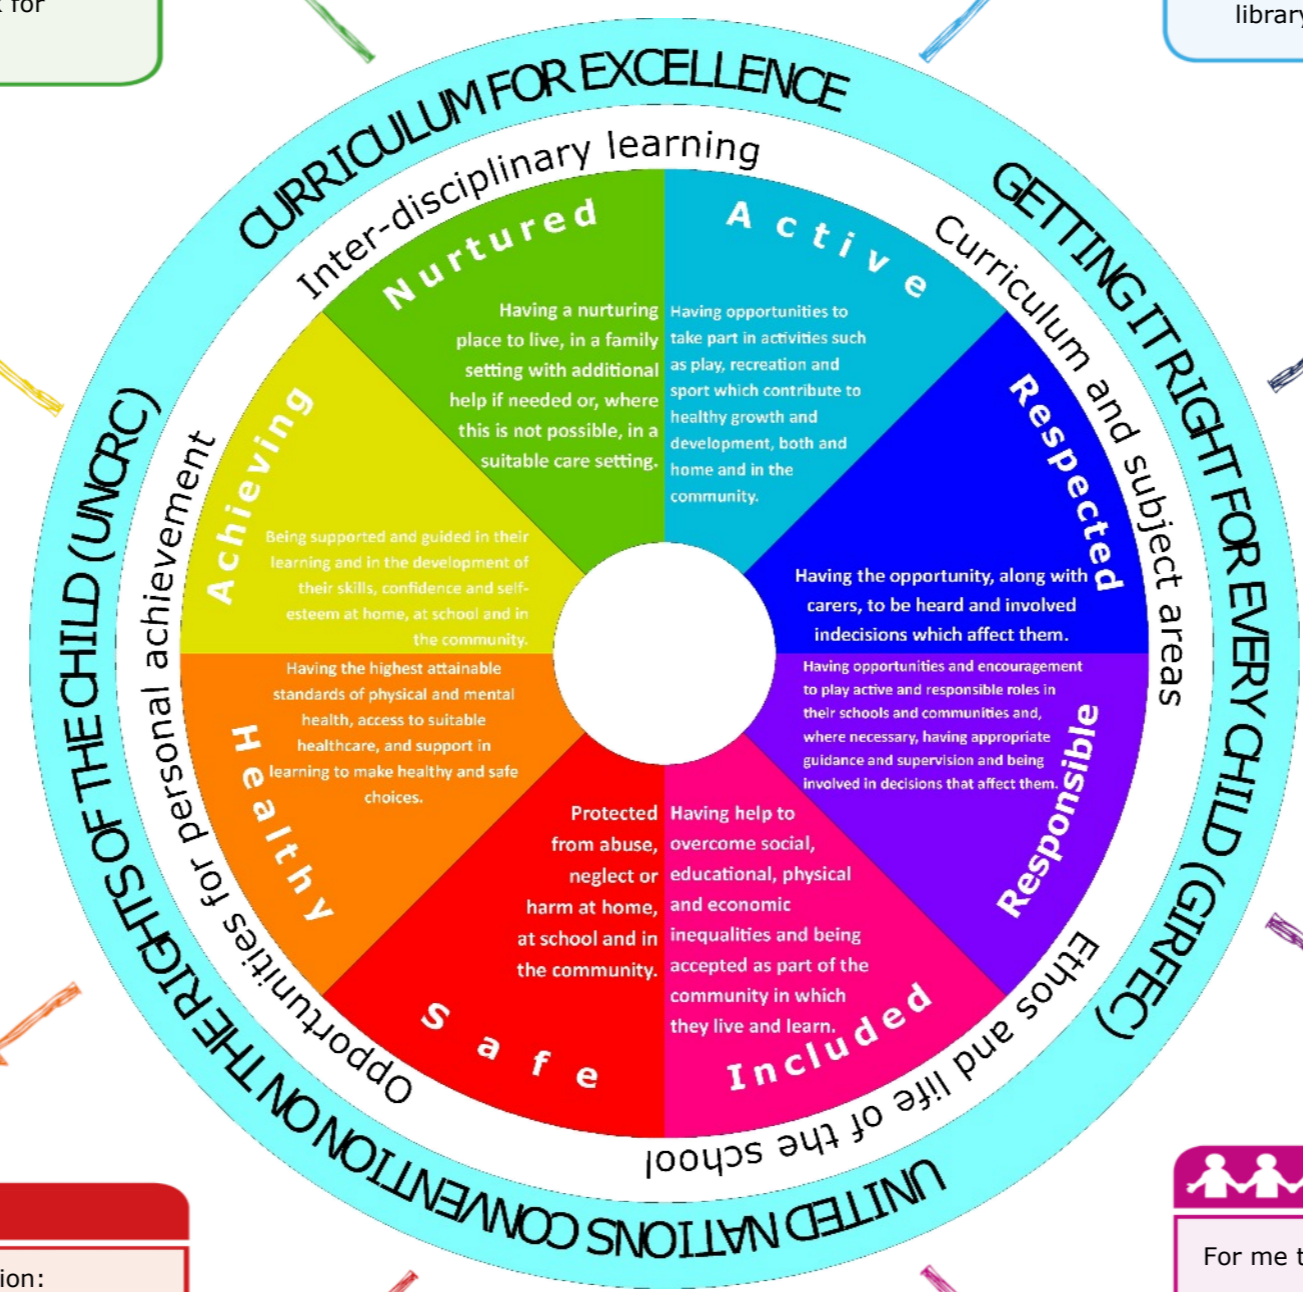 for
library
CURRICULUM FOR EXCELLENCE
GETTING IT RIGHT FOR EVERY CHILD (GIRFEC)
UNITED NATIONS CONVENTION ON THE RIGHTS OF THE CHILD (UNCRC)
Inter-disciplinary learning
Curriculum and subject areas
Ethos and life of the school
Opportunities for personal achievement
Nurtured
Having a nurturing
place to live, in a family
setting with additional
help if needed or, where
this is not possible, in a
suitable care setting.
Active
Having opportunities to
take part in activities such
as play, recreation and
sport which contribute to
healthy growth and
development, both and
home and in the
community.
Respected
Having the opportunity, along with
carers, to be heard and involved
indecisions which affect them.
Responsible
Having opportunities and encouragement
to play active and responsible roles in
their schools and communities and,
where necessary, having appropriate
guidance and supervision and being
involved in decisions that affect them.
Included
Having help to
overcome social,
educational, physical
and economic
inequalities and being
accepted as part of the
community in which
they live and learn.
Safe
Protected
from abuse,
neglect or
harm at home,
at school and in
the community.
Healthy
Having the highest attainable
standards of physical and mental
health, access to suitable
healthcare, and support in
learning to make healthy and safe
choices.
Achieving
Being supported and guided in their
learning and in the development of
their skills, confidence and self-
esteem at home, at school and in
the community.
ion:
For me t